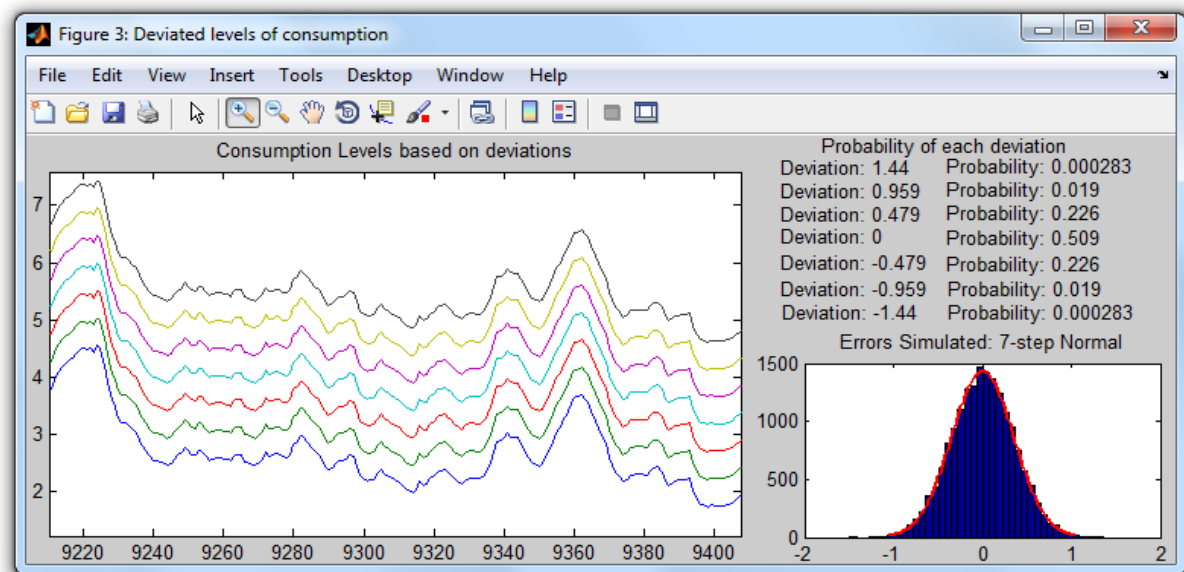 Figure 3: Deviated levels of consumption
File Edit View Insert Tools Desktop Window Help
Consumption Levels based on deviations
7
6
5
4
3
2
9220 9240 9260 9280 9300 9320 9340 9360 9380 9400
Probability of each deviation
Deviation: 1.44 Probability: 0.000283
Deviation: 0.959 Probability: 0.019
Deviation: 0.479 Probability: 0.226
Deviation: 0 Probability: 0.509
Deviation: -0.479 Probability: 0.226
Deviation: -0.959 Probability: 0.019
Deviation: -1.44 Probability: 0.000283
Errors Simulated: 7-step Normal
1500
1000
500
0
-2 -1 0 1 2